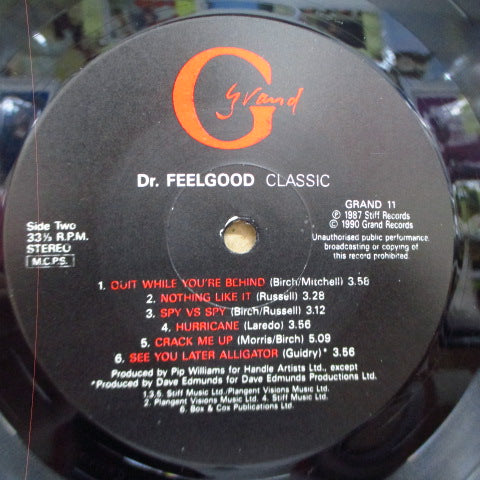 G grand
Dr. FEELGOOD CLASSIC
Side Two
33⅓ R.P.M.
STEREO
M.C.P.S.
GRAND 11
℗ 1987 Stiff Records
© 1990 Grand Records
Unauthorised public performance,
broadcasting or copying of
this record prohibited.
1. QUIT WHILE YOU'RE BEHIND (Birch/Mitchell) 3.58
2. NOTHING LIKE IT (Russell) 3.28
3. SPY VS SPY (Birch/Russell) 3.12
4. HURRICANE (Laredo) 3.56
5. CRACK ME UP (Morris/Birch) 5.09
6. SEE YOU LATER ALLIGATOR (Guidry)* 3.56
Produced by Pip Williams for Handle Artists Ltd., except
*Produced by Dave Edmunds for Dave Edmunds Productions Ltd.
1.3.5. Stiff Music Ltd./Plangent Visions Music Ltd.
2. Plangent Visions Music Ltd. 4. Stiff Music Ltd.
6. Box & Cox Publications Ltd.